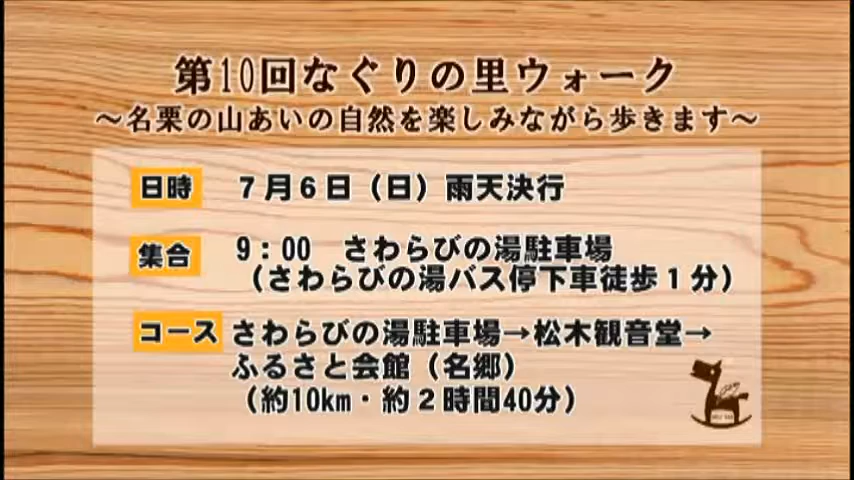 第10回なぐりの里ウォーク
～名栗の山あいの自然を楽しみながら歩きます～
日時 7月6日（日）雨天決行
集合 9：00 さわらびの湯駐車場
（さわらびの湯バス停下車徒歩1分）
コース さわらびの湯駐車場→松木観音堂→
ふるさと会館（名郷）
（約10km・約2時間40分）